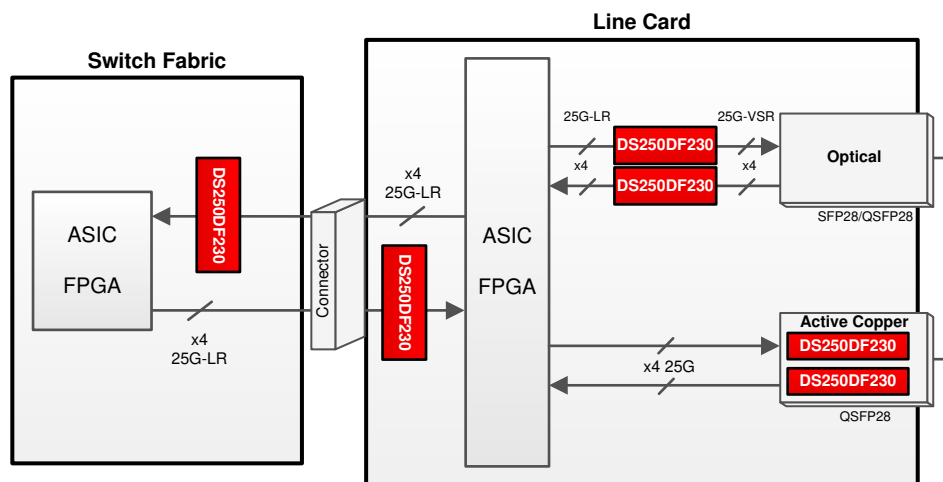 Line Card
Switch Fabric
25G-LR
25G-VSR
DS250DF230
x4
x4
DS250DF230
Optical
SFP28/QSFP28
DS250DF230
x4
25G-LR
ASIC
FPGA
Connector
DS250DF230
ASIC
FPGA
x4
25G-LR
Active Copper
DS250DF230
x4 25G
DS250DF230
QSFP28